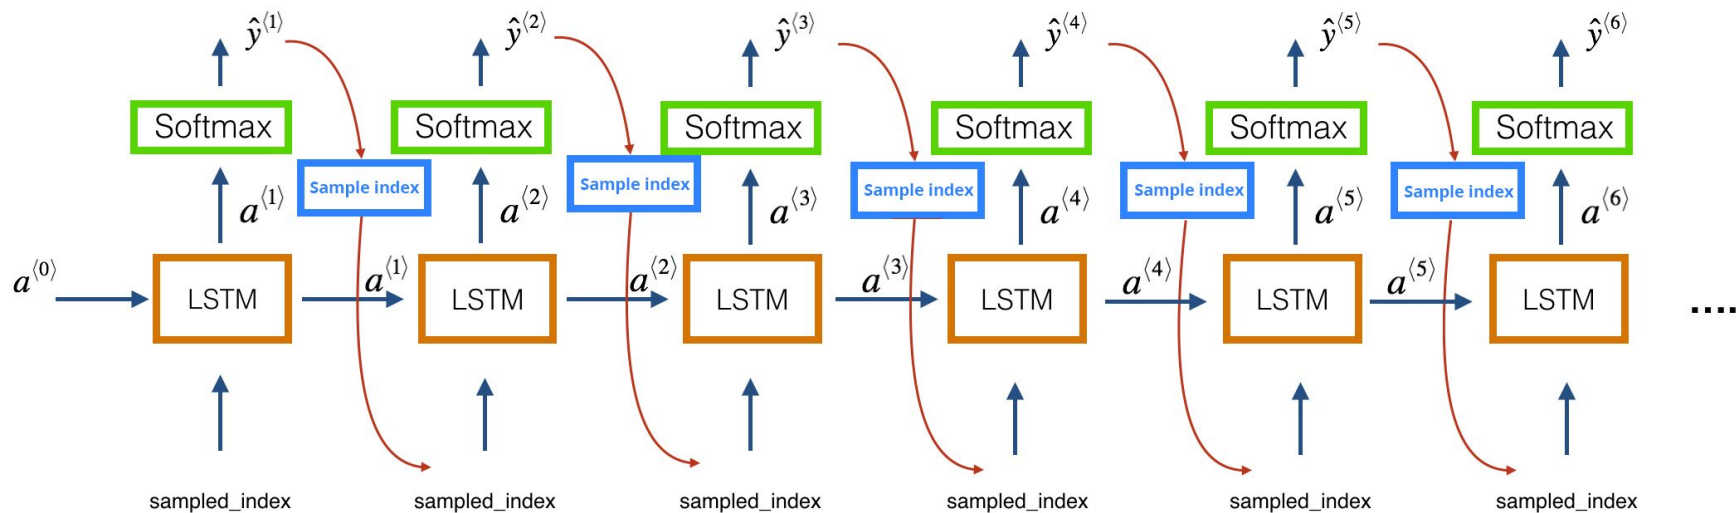 ŷ⟨1⟩ ŷ⟨2⟩ ŷ⟨3⟩ ŷ⟨4⟩ ŷ⟨5⟩ ŷ⟨6⟩
Softmax Softmax Softmax Softmax Softmax Softmax
Sample index Sample index Sample index Sample index Sample index
a⟨1⟩ a⟨2⟩ a⟨3⟩ a⟨4⟩ a⟨5⟩ a⟨6⟩
a⟨0⟩ a⟨1⟩ a⟨2⟩ a⟨3⟩ a⟨4⟩ a⟨5⟩
LSTM LSTM LSTM LSTM LSTM LSTM ....
sampled_index sampled_index sampled_index sampled_index sampled_index sampled_index